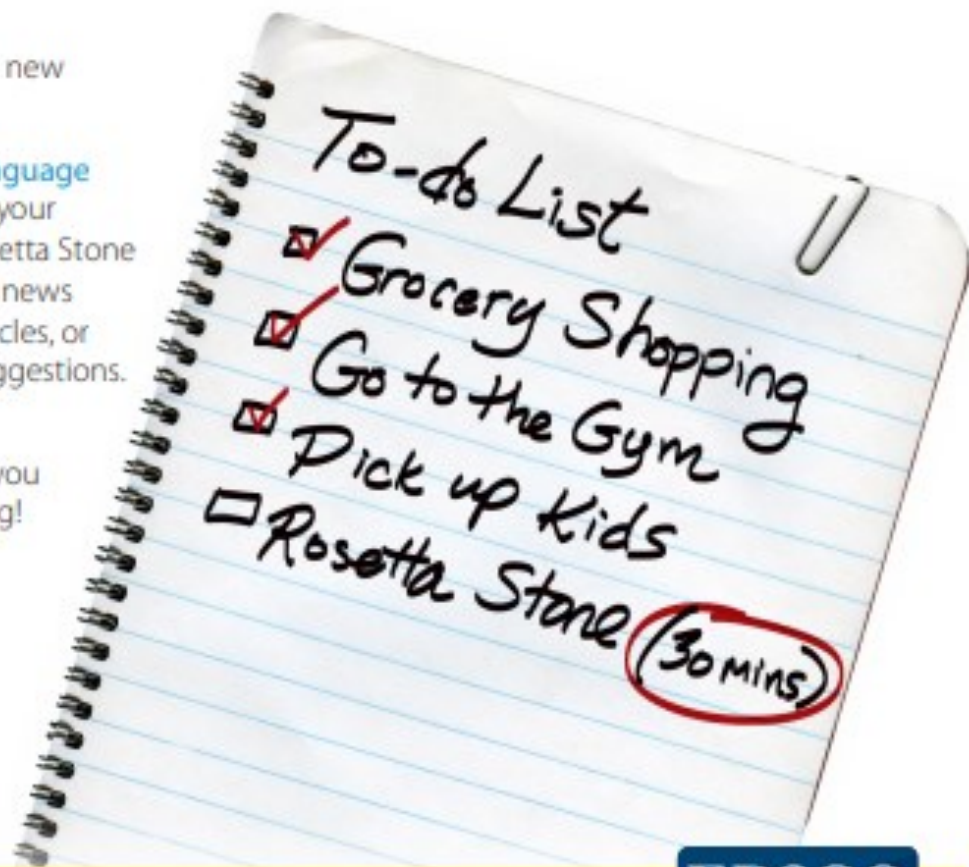 new
guage
your
etta Stone
news
cles, or
ggestions.
you
g!
To-do List
Grocery Shopping
Go to the Gym
Pick up Kids
Rosetta Stone (30 Mins)